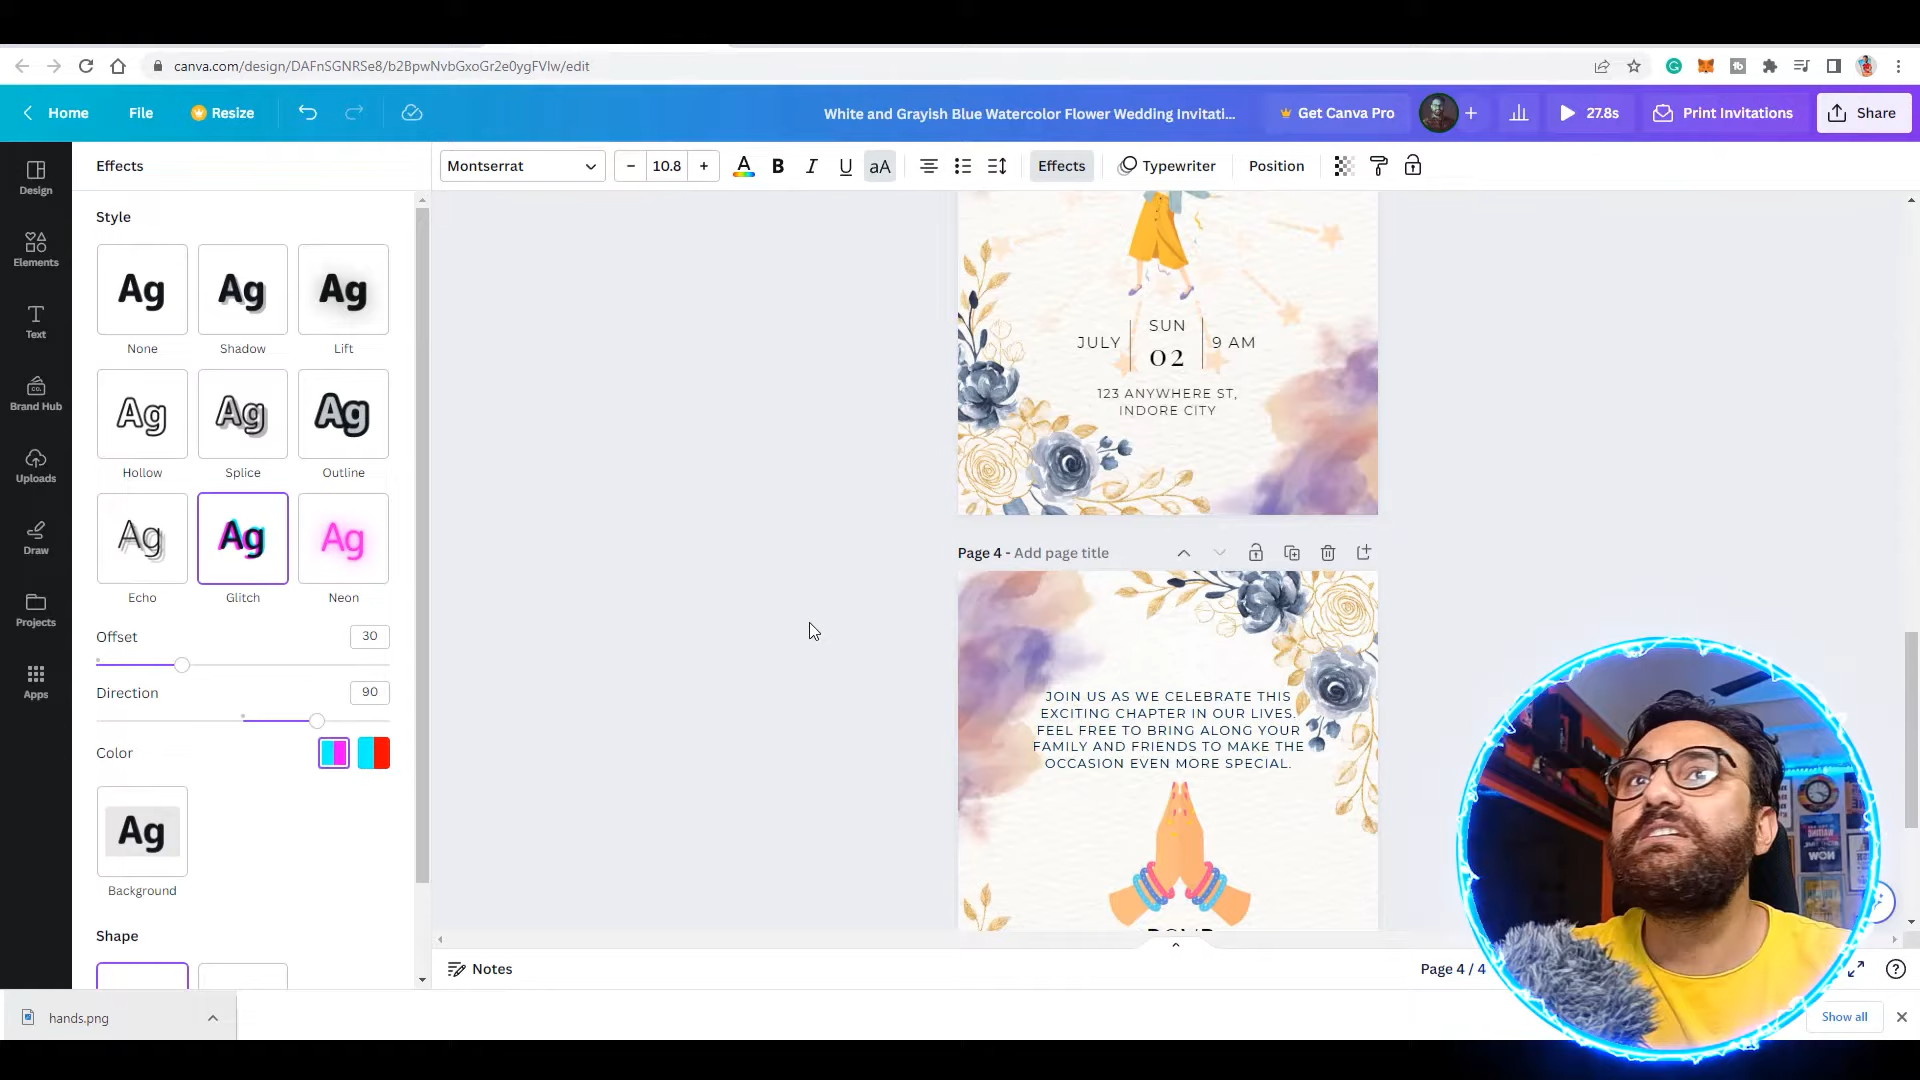 canva.com/design/DAFnSGNRSe8/b2BpwNvbGxoGr2e0ygFVlw/edit
Home
File
Resize
White and Grayish Blue Watercolor Flower Wedding Invitati...
Get Canva Pro
27.8s
Print Invitations
Share
Design
Elements
Text
Brand Hub
Uploads
Draw
Projects
Apps
Effects
Montserrat
– 10.8 +
A B I U aA
Effects
Typewriter
Position
Style
Ag Ag Ag
None Shadow Lift
Ag Ag Ag
Hollow Splice Outline
Ag Ag Ag
Echo Glitch Neon
Offset 30
Direction 90
Color
Ag
Background
Shape
SUN
JULY 02 9 AM
123 ANYWHERE ST,
INDORE CITY
Page 4 - Add page title
JOIN US AS WE CELEBRATE THIS
EXCITING CHAPTER IN OUR LIVES.
FEEL FREE TO BRING ALONG YOUR
FAMILY AND FRIENDS TO MAKE THE
OCCASION EVEN MORE SPECIAL.
Notes
Page 4 / 4
hands.png
Show all